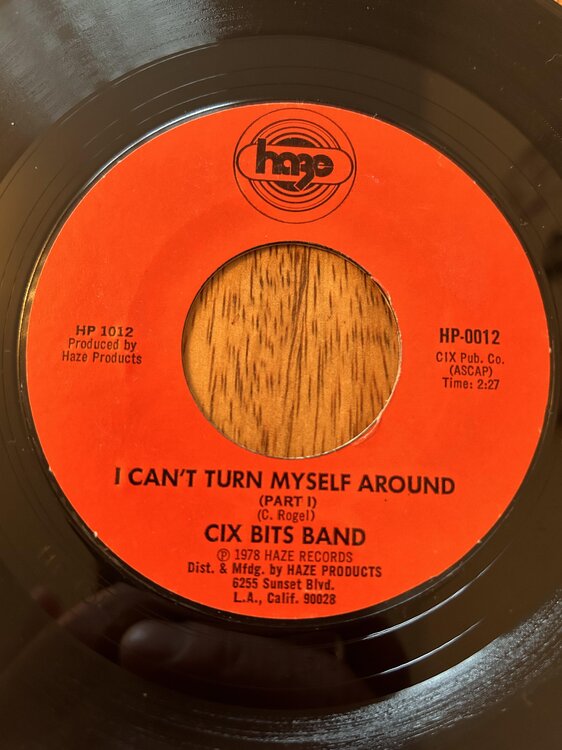 haze
HP 1012
Produced by
Haze Products
HP-0012
CIX Pub. Co.
(ASCAP)
Time: 2:27
I CAN'T TURN MYSELF AROUND
(PART I)
(C. Rogel)
CIX BITS BAND
℗ 1978 HAZE RECORDS
Dist. & Mfdg. by HAZE PRODUCTS
6255 Sunset Blvd.
L.A., Calif. 90028